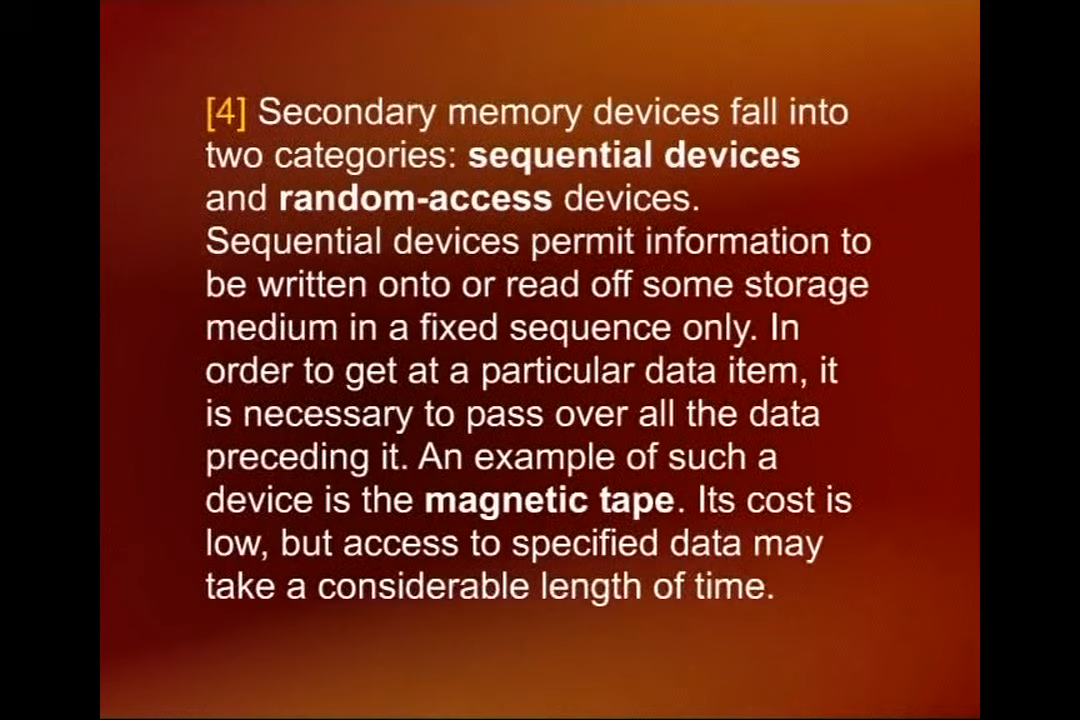 [4] Secondary memory devices fall into
two categories: sequential devices
and random-access devices.
Sequential devices permit information to
be written onto or read off some storage
medium in a fixed sequence only. In
order to get at a particular data item, it
is necessary to pass over all the data
preceding it. An example of such a
device is the magnetic tape. Its cost is
low, but access to specified data may
take a considerable length of time.